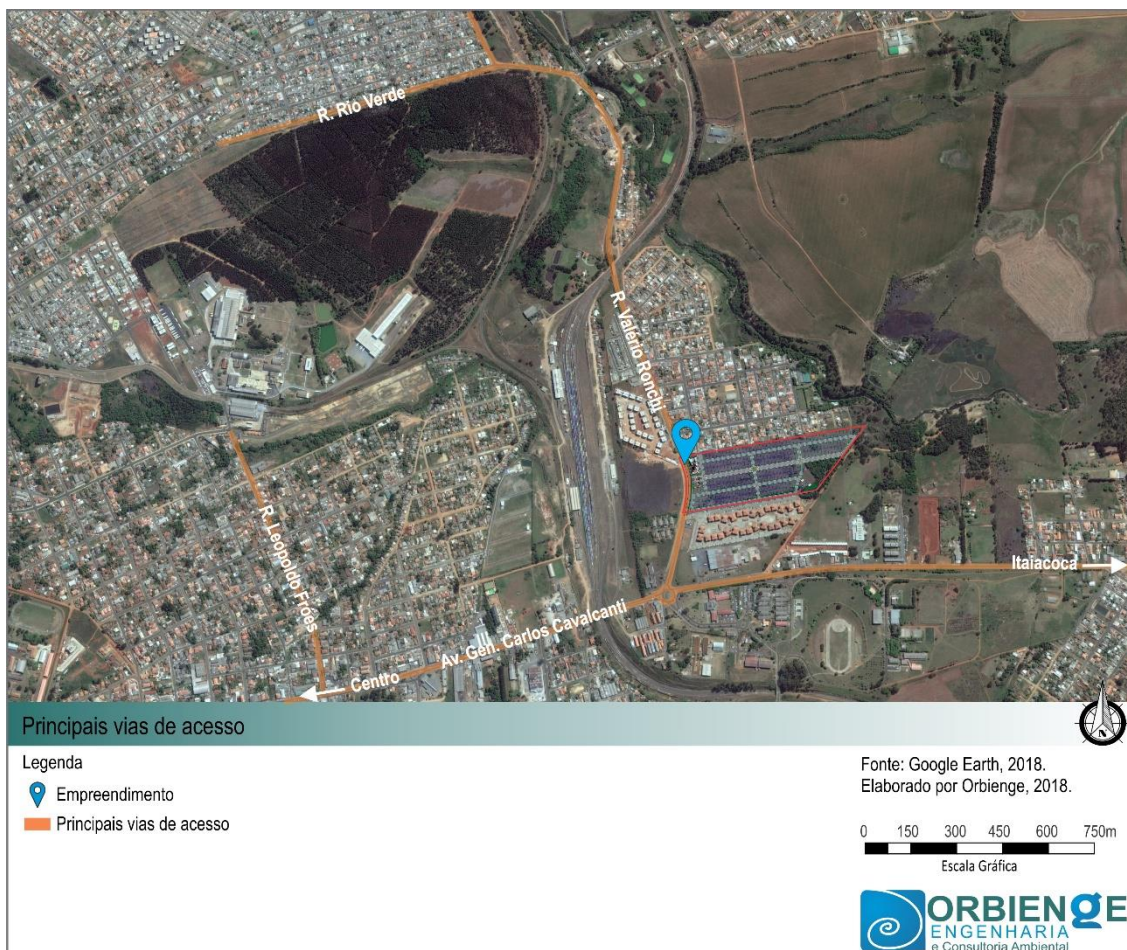 R. Rio Verde
R. Valério Ronchi
R. Leopoldo Fróes
Itaiacoca
Av. Gen. Carlos Cavalcanti
Centro
Principais vias de acesso
N
Legenda
Empreendimento
Principais vias de acesso
Fonte: Google Earth, 2018.
Elaborado por Orbienge, 2018.
0 150 300 450 600 750m
Escala Gráfica
ORBIENGE
ENGENHARIA
e Consultoria Ambiental